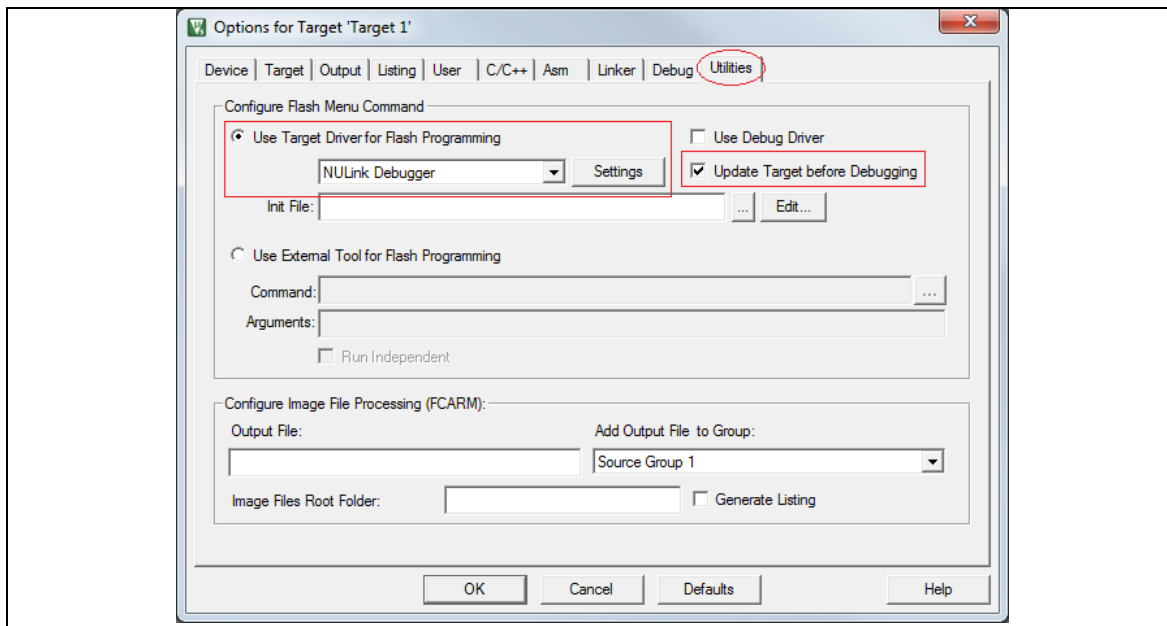 Options for Target 'Target 1'
Device Target Output Listing User C/C++ Asm Linker Debug Utilities
Configure Flash Menu Command
Use Target Driver for Flash Programming Use Debug Driver
NULink Debugger Settings Update Target before Debugging
Init File: ... Edit...
Use External Tool for Flash Programming
Command: ...
Arguments:
Run Independent
Configure Image File Processing (FCARM):
Output File: Add Output File to Group:
Source Group 1
Image Files Root Folder: Generate Listing
OK Cancel Defaults Help